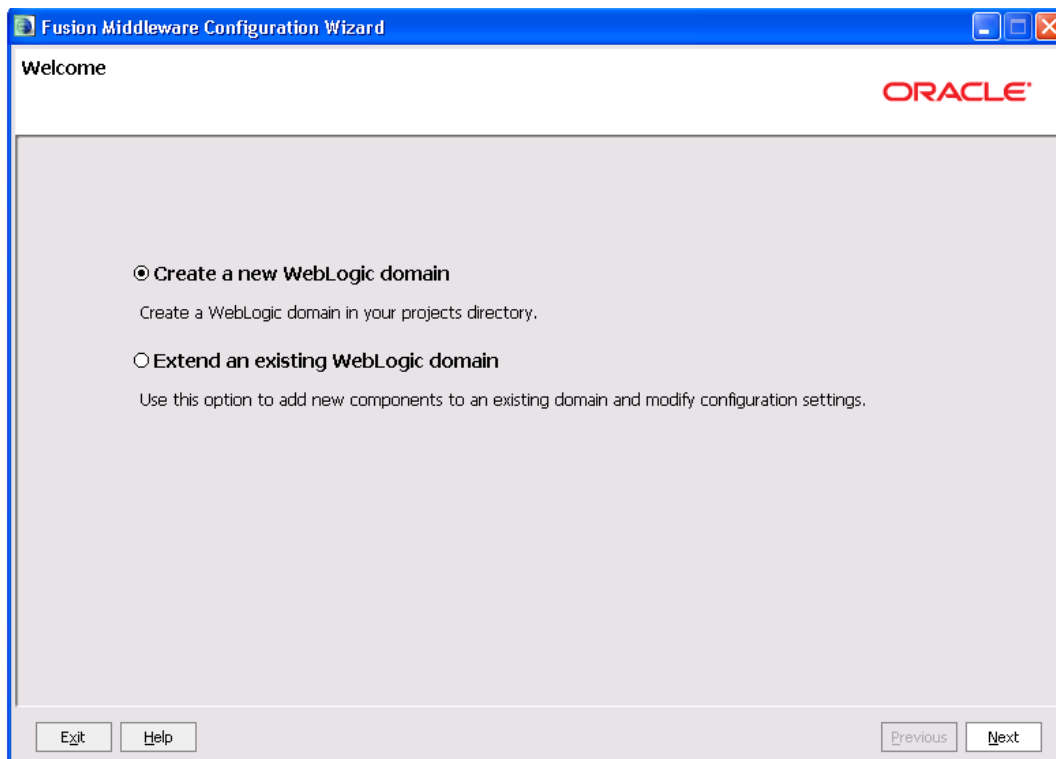 Fusion Middleware Configuration Wizard
Welcome
ORACLE
Create a new WebLogic domain
Create a WebLogic domain in your projects directory.
Extend an existing WebLogic domain
Use this option to add new components to an existing domain and modify configuration settings.
Exit Help Previous Next